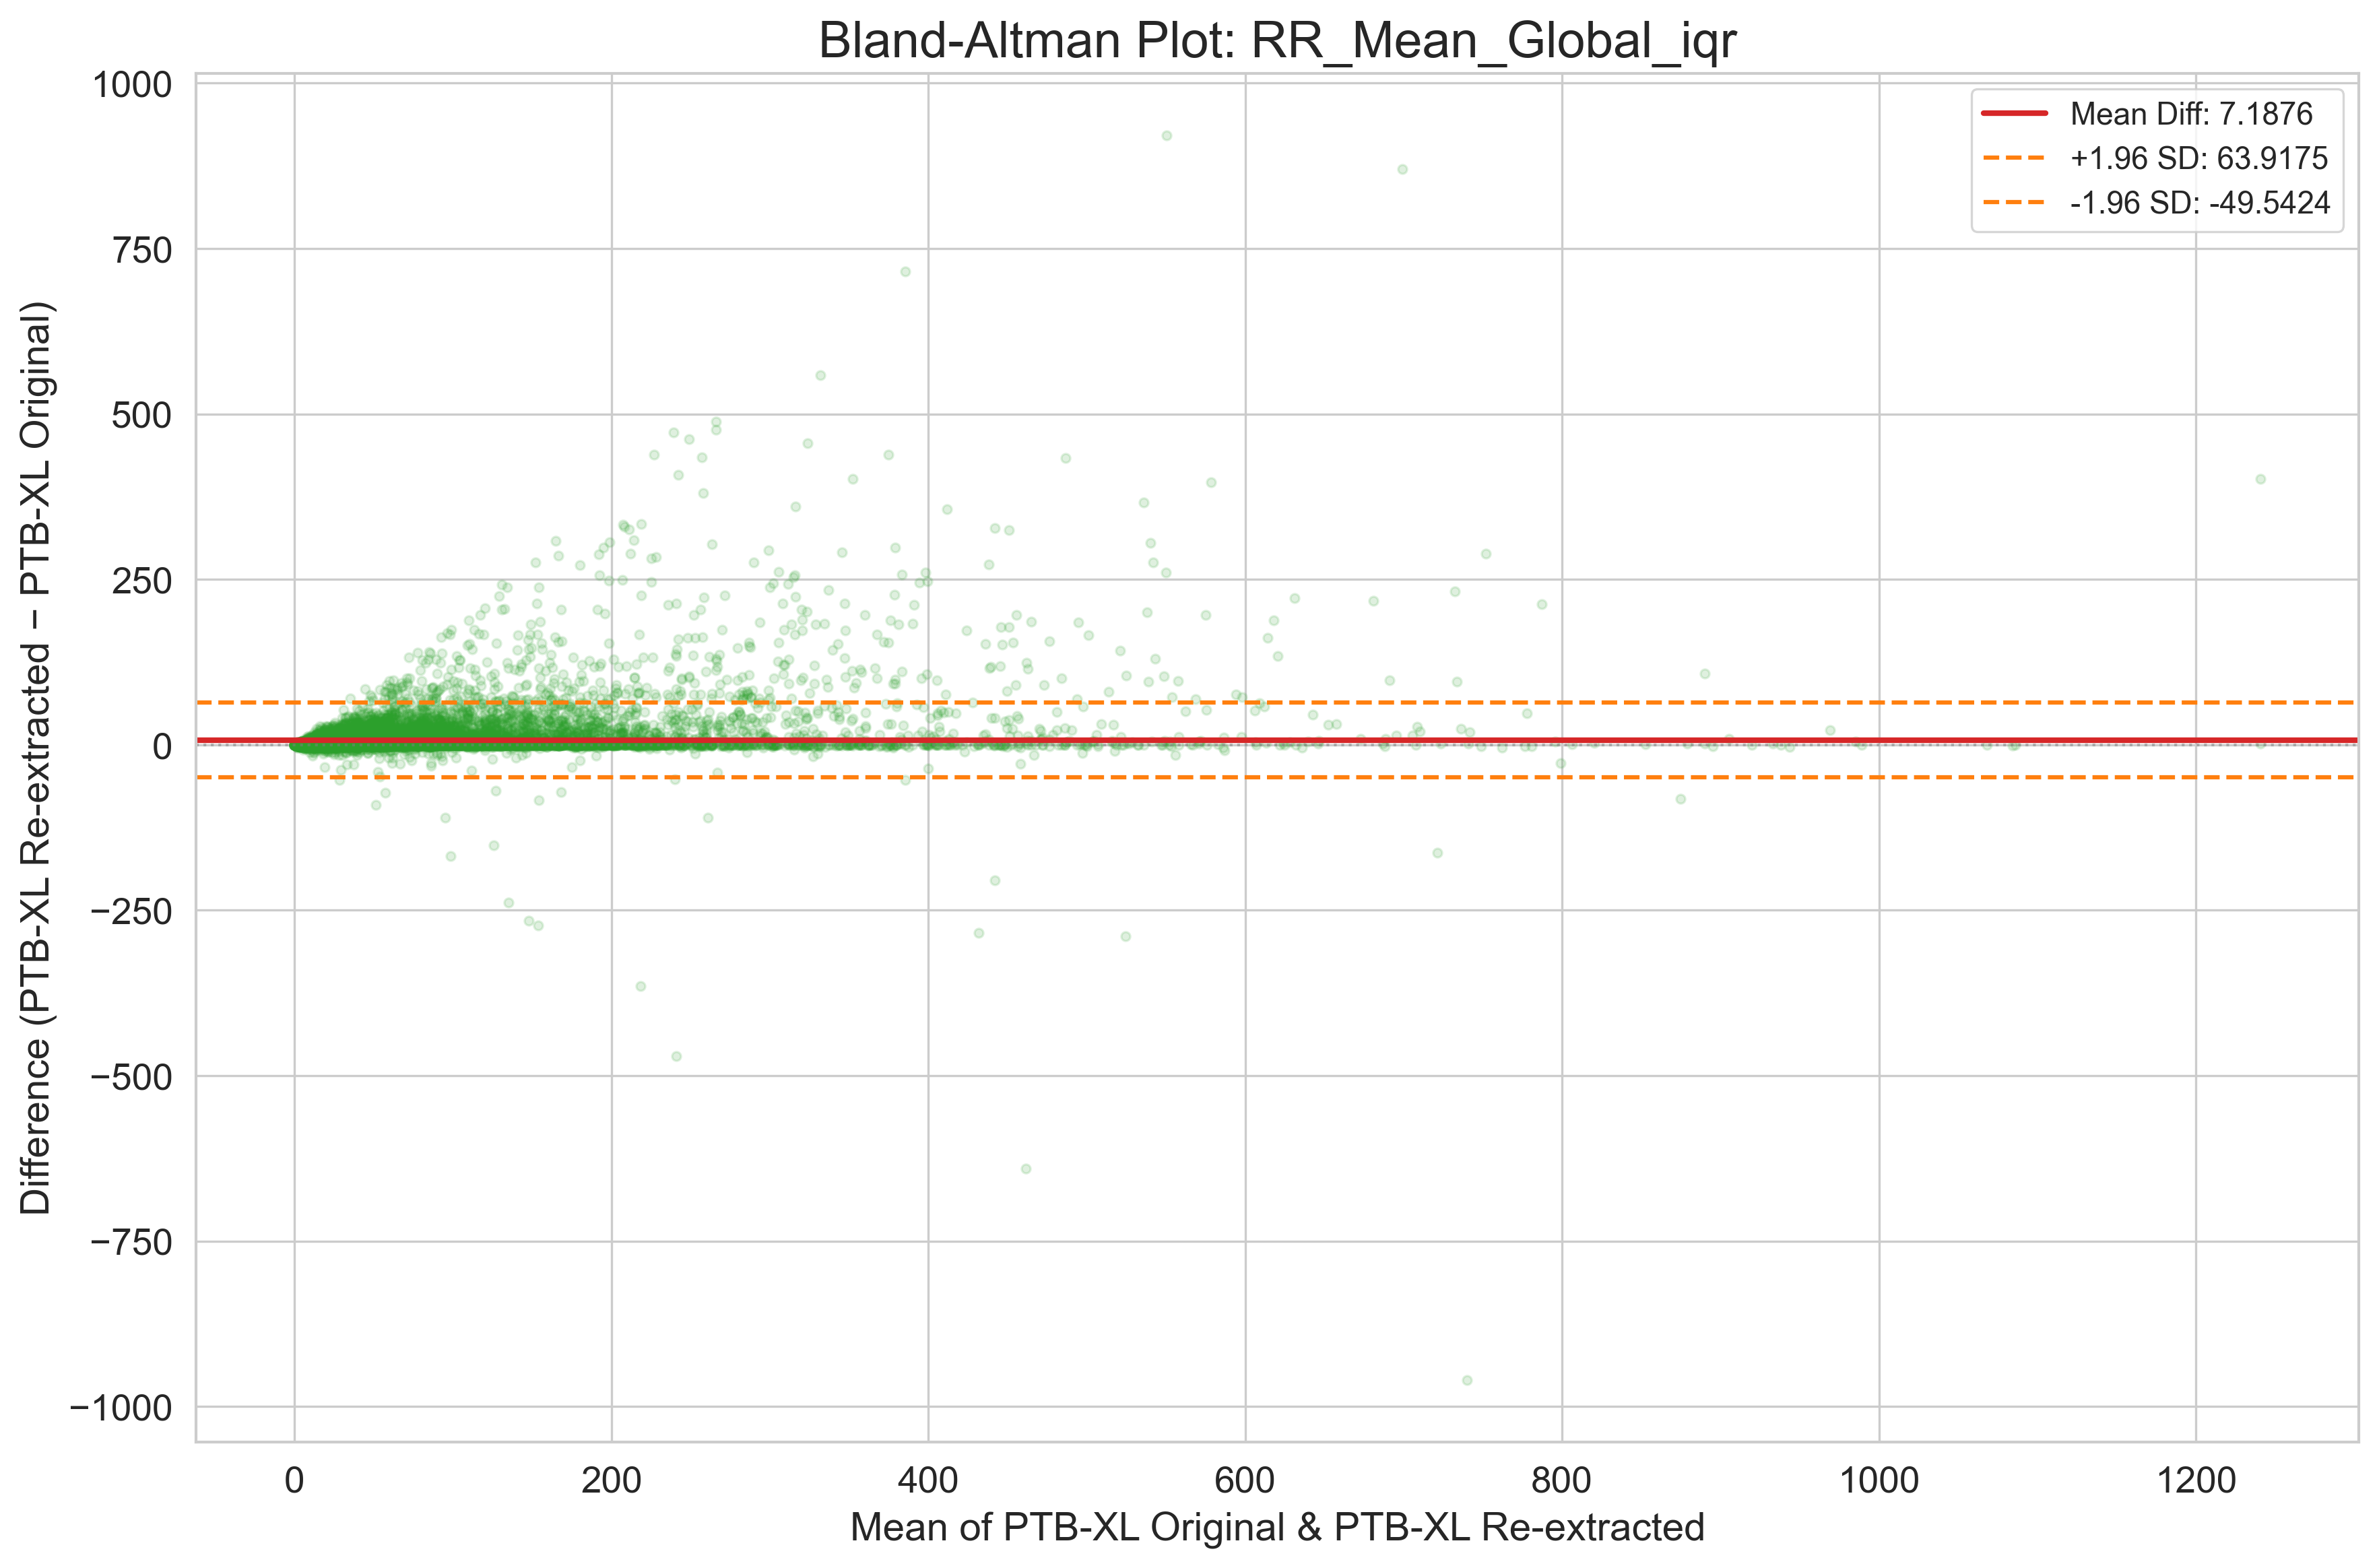 Bland-Altman Plot: RR_Mean_Global_iqr
Mean Diff: 7.1876
+1.96 SD: 63.9175
-1.96 SD: -49.5424
1000
750
500
250
0
−250
−500
−750
−1000
Difference (PTB-XL Re-extracted − PTB-XL Original)
0
200
400
600
800
1000
1200
Mean of PTB-XL Original & PTB-XL Re-extracted